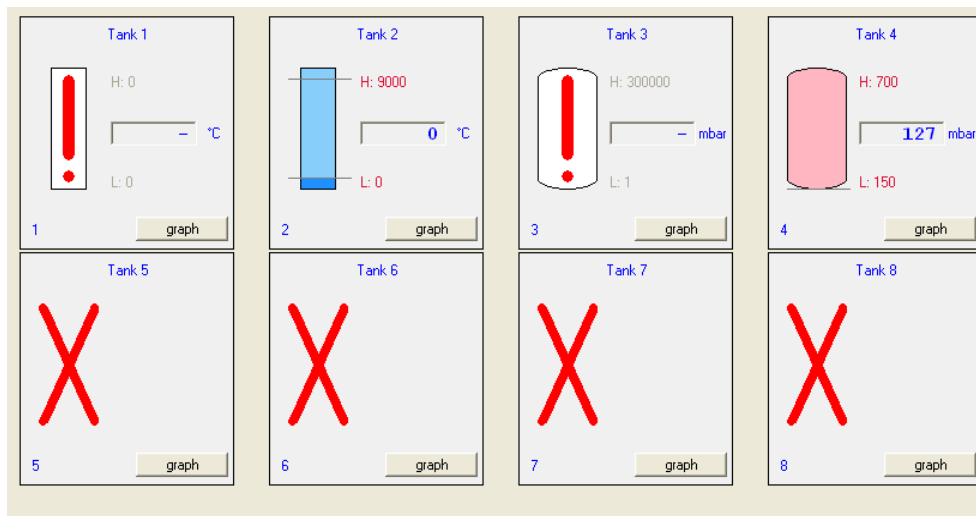 Tank 1
H: 0
– °C
L: 0
1 graph
Tank 2
H: 9000
0 °C
L: 0
2 graph
Tank 3
H: 300000
– mbar
L: 1
3 graph
Tank 4
H: 700
127 mbar
L: 150
4 graph
Tank 5
5 graph
Tank 6
6 graph
Tank 7
7 graph
Tank 8
8 graph